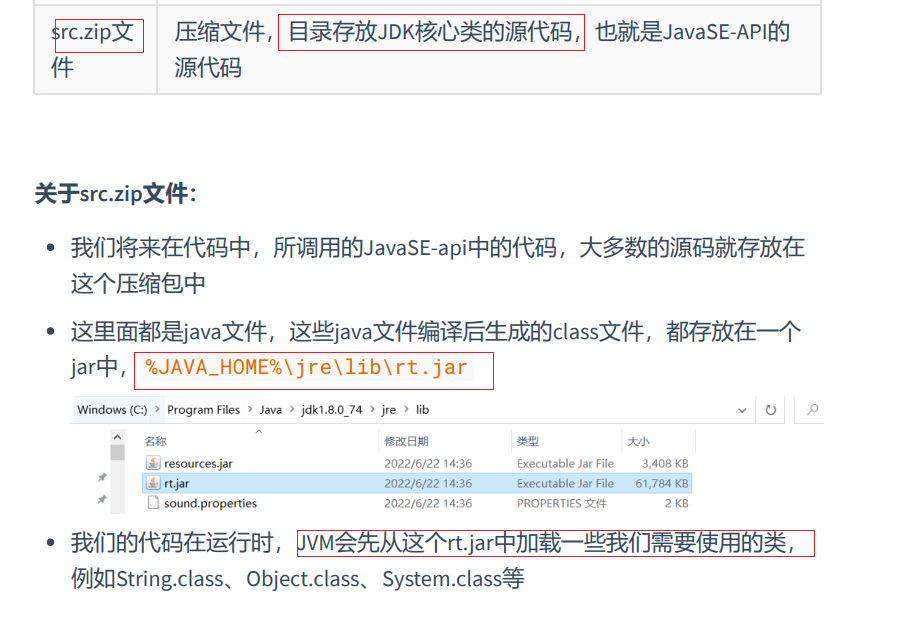 src.zip文 压缩文件，目录存放JDK核心类的源代码，也就是JavaSE-API的
件 源代码
关于src.zip文件：
• 我们将来在代码中，所调用的JavaSE-api中的代码，大多数的源码就存放在
这个压缩包中
• 这里面都是java文件，这些java文件编译后生成的class文件，都存放在一个
jar中，%JAVA_HOME%\jre\lib\rt.jar
Windows (C:) › Program Files › Java › jdk1.8.0_74 › jre › lib
名称 修改日期 类型 大小
resources.jar 2022/6/22 14:36 Executable Jar File 3,408 KB
rt.jar 2022/6/22 14:36 Executable Jar File 61,784 KB
sound.properties 2022/6/22 14:36 PROPERTIES 文件 2 KB
• 我们的代码在运行时，JVM会先从这个rt.jar中加载一些我们需要使用的类，
例如String.class、Object.class、System.class等